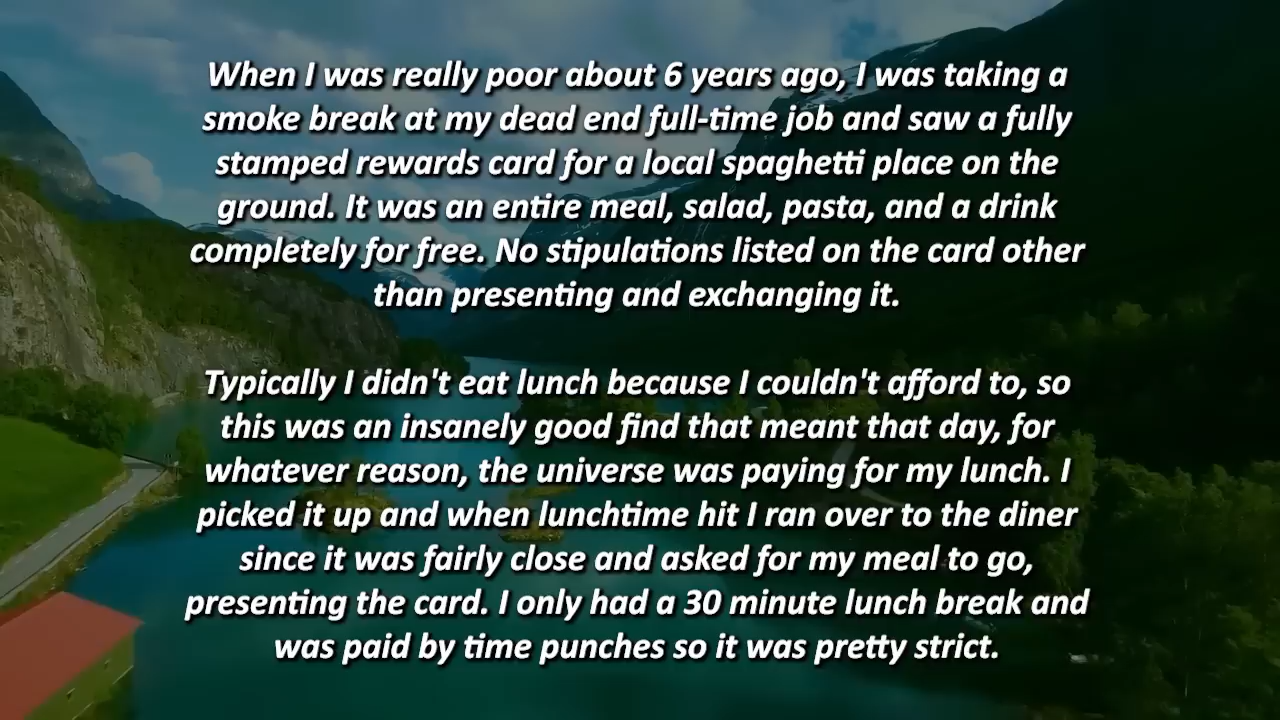 When I was really poor about 6 years ago, I was taking a
smoke break at my dead end full-time job and saw a fully
stamped rewards card for a local spaghetti place on the
ground. It was an entire meal, salad, pasta, and a drink
completely for free. No stipulations listed on the card other
than presenting and exchanging it.
Typically I didn't eat lunch because I couldn't afford to, so
this was an insanely good find that meant that day, for
whatever reason, the universe was paying for my lunch. I
picked it up and when lunchtime hit I ran over to the diner
since it was fairly close and asked for my meal to go,
presenting the card. I only had a 30 minute lunch break and
was paid by time punches so it was pretty strict.